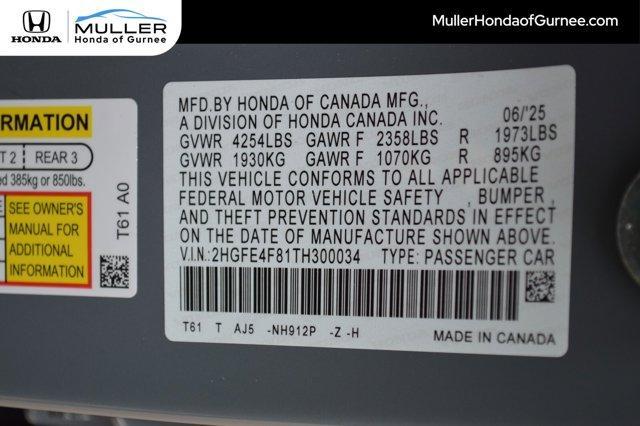 HONDA
MULLER
Honda of Gurnee
MullerHondaofGurnee.com
RMATION
T 2 REAR 3
ed 385kg or 850lbs.
SEE OWNER'S
MANUAL FOR
ADDITIONAL
INFORMATION
T61 A0
MFD.BY HONDA OF CANADA MFG.,
A DIVISION OF HONDA CANADA INC. 06/'25
GVWR 4254LBS GAWR F 2358LBS R 1973LBS
GVWR 1930KG GAWR F 1070KG R 895KG
THIS VEHICLE CONFORMS TO ALL APPLICABLE
FEDERAL MOTOR VEHICLE SAFETY , BUMPER ,
AND THEFT PREVENTION STANDARDS IN EFFECT
ON THE DATE OF MANUFACTURE SHOWN ABOVE.
V.I.N.: 2HGFE4F81TH300034 TYPE: PASSENGER CAR
T61 T AJ5 -NH912P -Z -H
MADE IN CANADA